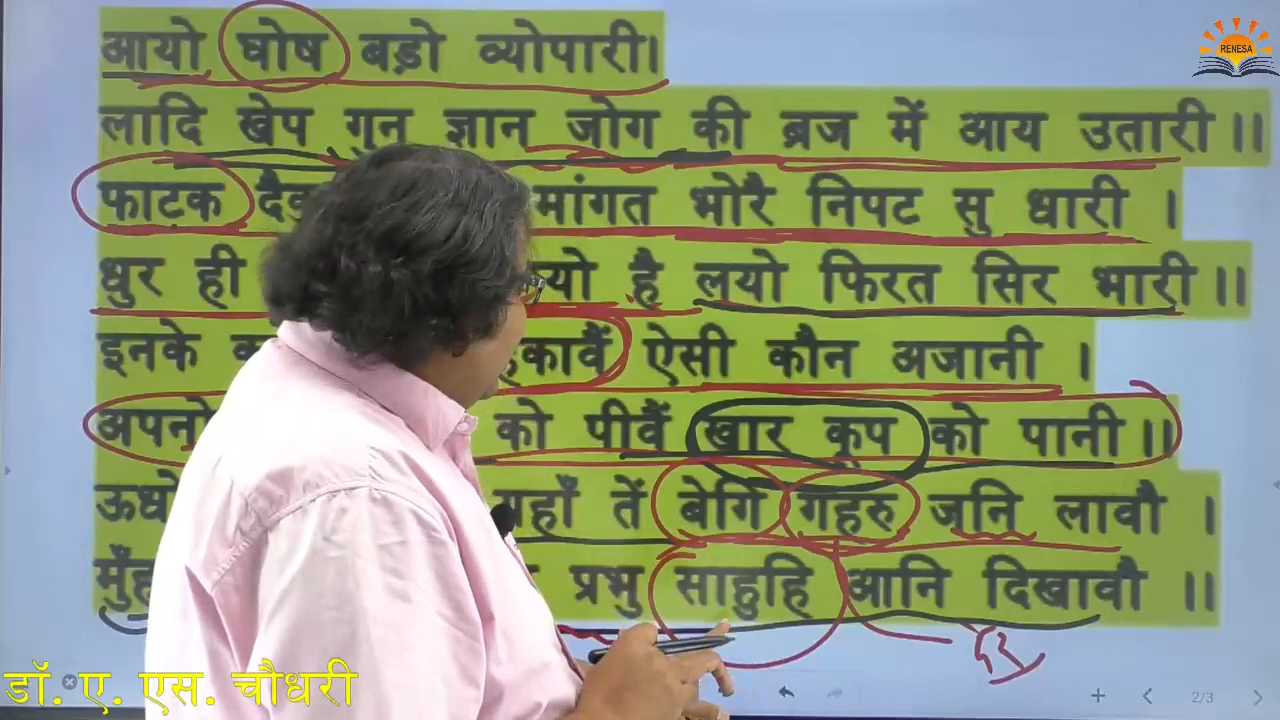 RENESA
आयो घोष बड़ो व्योपारी।
लादि खेप गुन ज्ञान जोग की ब्रज में आय उतारी।।
फाटक मांगत भोरै निपट सु धारी ।
धुर ही है लयो फिरत सिर भारी।।
इनके ऐसी कौन अजानी ।
अपनो को पीवैं खार कूप को पानी।।
ऊधो यहाँ तें बेगि गहरु जनि लावौ ।
प्रभु साहुहि आनि दिखावौ ।।
डॉ. ए. एस. चौधरी
2/3